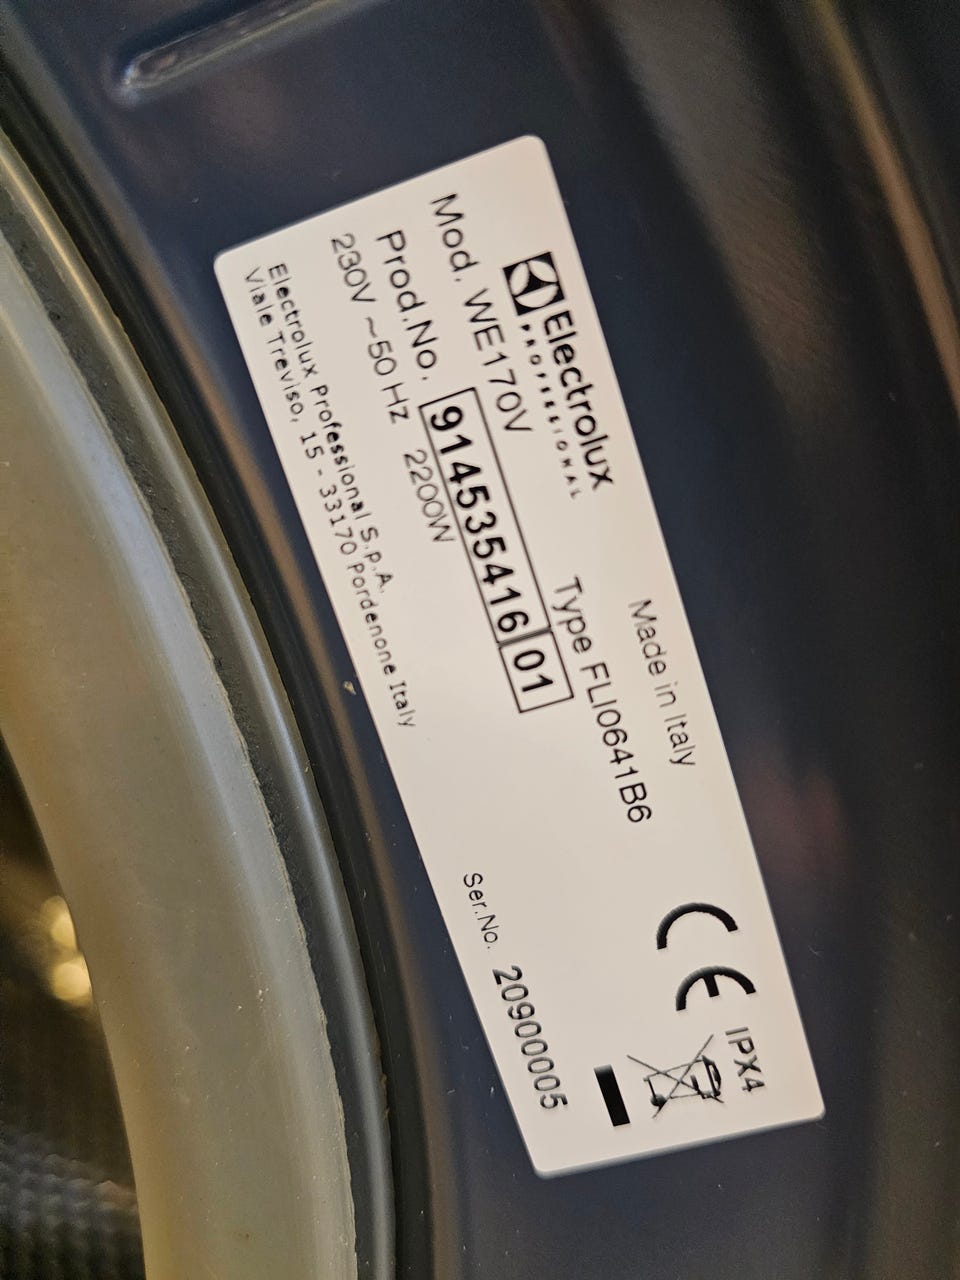 Electrolux
PROFESSIONAL
Made in Italy
Mod. WE170V
Type FLI0641B6
Prod.No. 914535416 01
230V ~50 Hz 2200W
Electrolux Professional S.p.A.
Viale Treviso, 15 - 33170 Pordenone Italy
IPX4
Ser.No. 20900005